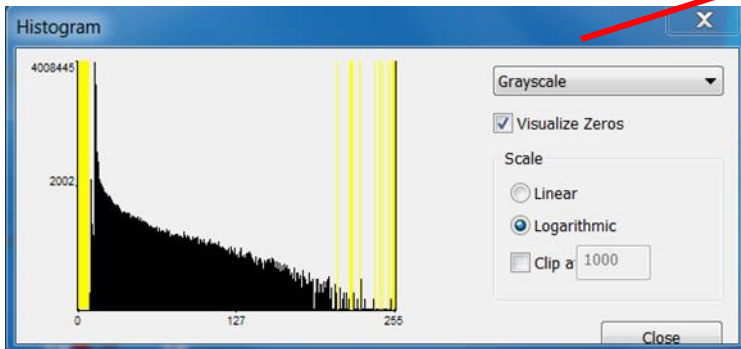 Histogram
X
4008445
2002
0
127
255
Grayscale
Visualize Zeros
Scale
Linear
Logarithmic
Clip a
1000
Close